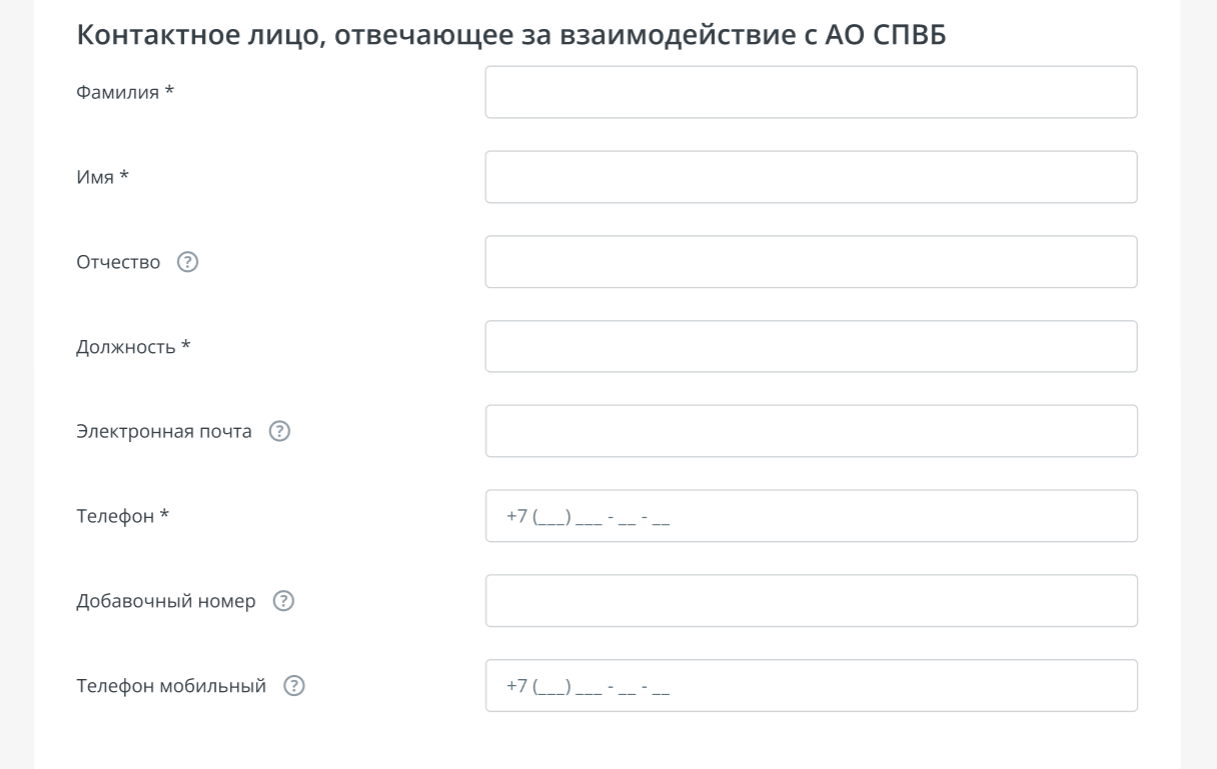 Контактное лицо, отвечающее за взаимодействие с АО СПВБ
Фамилия *
Имя *
Отчество ?
Должность *
Электронная почта ?
Телефон * +7 (___) ___ - __ - __
Добавочный номер ?
Телефон мобильный ? +7 (___) ___ - __ - __